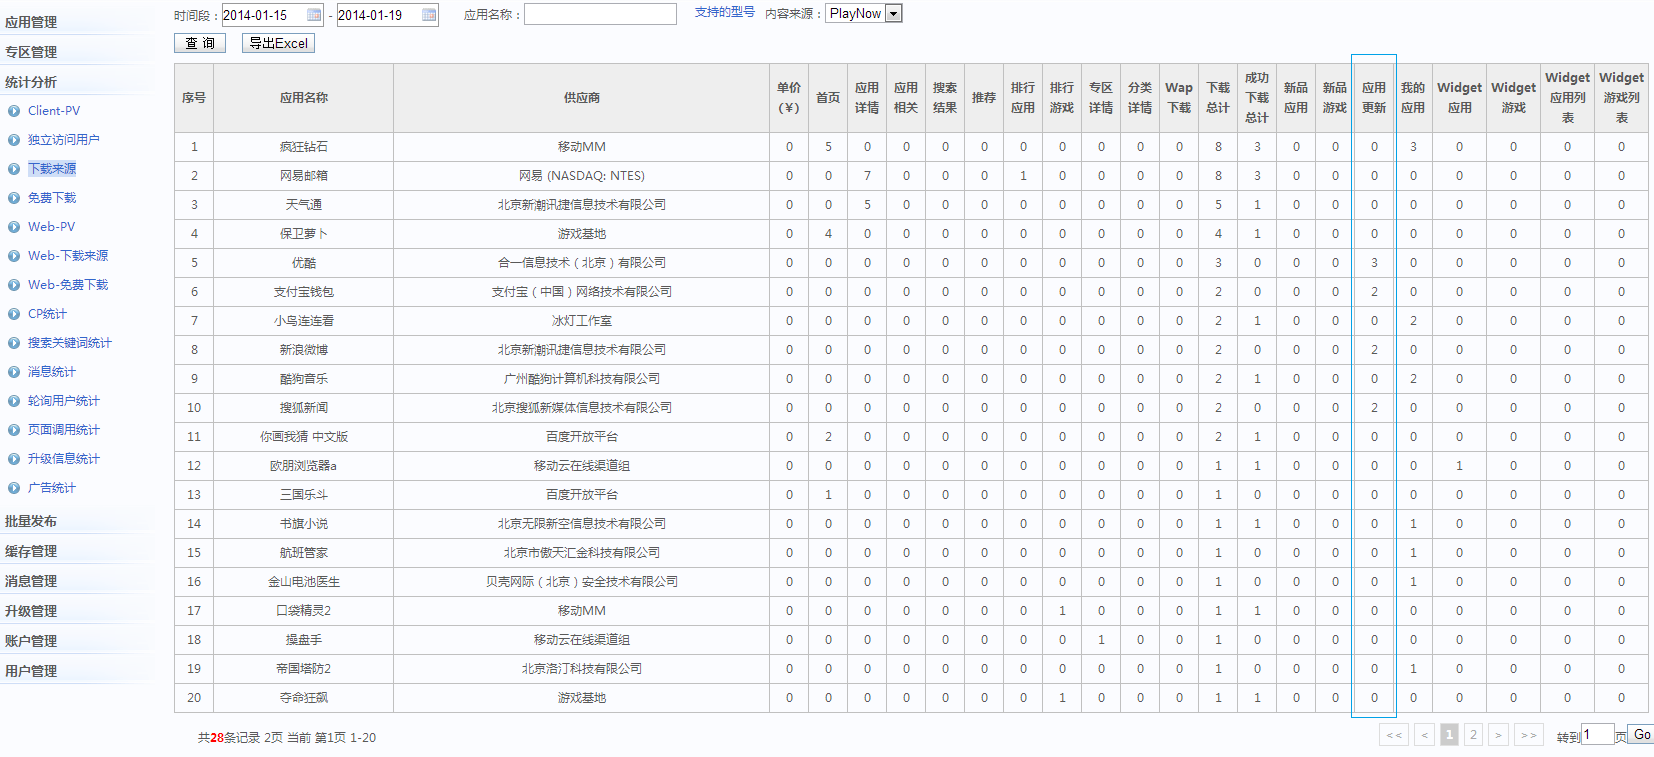 应用管理
专区管理
统计分析
Client-PV
独立访问用户
下载来源
免费下载
Web-PV
Web-下载来源
Web-免费下载
CP统计
搜索关键词统计
消息统计
轮询用户统计
页面调用统计
升级信息统计
广告统计
批量发布
缓存管理
消息管理
升级管理
账户管理
用户管理
时间段：2014-01-15 - 2014-01-19 应用名称： 支持的型号 内容来源：PlayNow
查 询 导出Excel
序号 应用名称 供应商 单价(￥) 首页 应用详情 应用相关 搜索结果 推荐 排行应用 排行游戏 专区详情 分类详情 Wap下载 下载总计 成功下载总计 新品应用 新品游戏 应用更新 我的应用 Widget应用 Widget游戏 Widget应用列表 Widget游戏列表
1 疯狂钻石 移动MM 0 5 0 0 0 0 0 0 0 0 0 8 3 0 0 0 3 0 0 0 0
2 网易邮箱 网易 (NASDAQ: NTES) 0 0 7 0 0 0 1 0 0 0 0 8 3 0 0 0 0 0 0 0 0
3 天气通 北京新潮讯捷信息技术有限公司 0 0 5 0 0 0 0 0 0 0 0 5 1 0 0 0 0 0 0 0 0
4 保卫萝卜 游戏基地 0 4 0 0 0 0 0 0 0 0 0 4 1 0 0 0 0 0 0 0 0
5 优酷 合一信息技术（北京）有限公司 0 0 0 0 0 0 0 0 0 0 0 3 0 0 0 3 0 0 0 0 0
6 支付宝钱包 支付宝（中国）网络技术有限公司 0 0 0 0 0 0 0 0 0 0 0 2 0 0 0 2 0 0 0 0 0
7 小鸟连连看 冰灯工作室 0 0 0 0 0 0 0 0 0 0 0 2 1 0 0 0 2 0 0 0 0
8 新浪微博 北京新潮讯捷信息技术有限公司 0 0 0 0 0 0 0 0 0 0 0 2 0 0 0 2 0 0 0 0 0
9 酷狗音乐 广州酷狗计算机科技有限公司 0 0 0 0 0 0 0 0 0 0 0 2 1 0 0 0 2 0 0 0 0
10 搜狐新闻 北京搜狐新媒体信息技术有限公司 0 0 0 0 0 0 0 0 0 0 0 2 0 0 0 2 0 0 0 0 0
11 你画我猜 中文版 百度开放平台 0 2 0 0 0 0 0 0 0 0 0 2 1 0 0 0 0 0 0 0 0
12 欧朋浏览器a 移动云在线渠道组 0 0 0 0 0 0 0 0 0 0 0 1 1 0 0 0 0 1 0 0 0
13 三国乐斗 百度开放平台 0 1 0 0 0 0 0 0 0 0 0 1 0 0 0 0 0 0 0 0 0
14 书旗小说 北京无限新空信息技术有限公司 0 0 0 0 0 0 0 0 0 0 0 1 1 0 0 0 1 0 0 0 0
15 航班管家 北京市傲天汇金科技有限公司 0 0 0 0 0 0 0 0 0 0 0 1 0 0 0 0 1 0 0 0 0
16 金山电池医生 贝壳网际（北京）安全技术有限公司 0 0 0 0 0 0 0 0 0 0 0 1 0 0 0 0 1 0 0 0 0
17 口袋精灵2 移动MM 0 0 0 0 0 0 0 1 0 0 0 1 1 0 0 0 0 0 0 0 0
18 操盘手 移动云在线渠道组 0 0 0 0 0 0 0 0 1 0 0 1 0 0 0 0 0 0 0 0 0
19 帝国塔防2 北京洛汀科技有限公司 0 0 0 0 0 0 0 0 0 0 0 1 0 0 0 0 1 0 0 0 0
20 夺命狂飙 游戏基地 0 0 0 0 0 0 0 1 0 0 0 1 1 0 0 0 0 0 0 0 0
共28条记录 2页 当前 第1页 1-20 << < 1 2 > >> 转到1页 Go